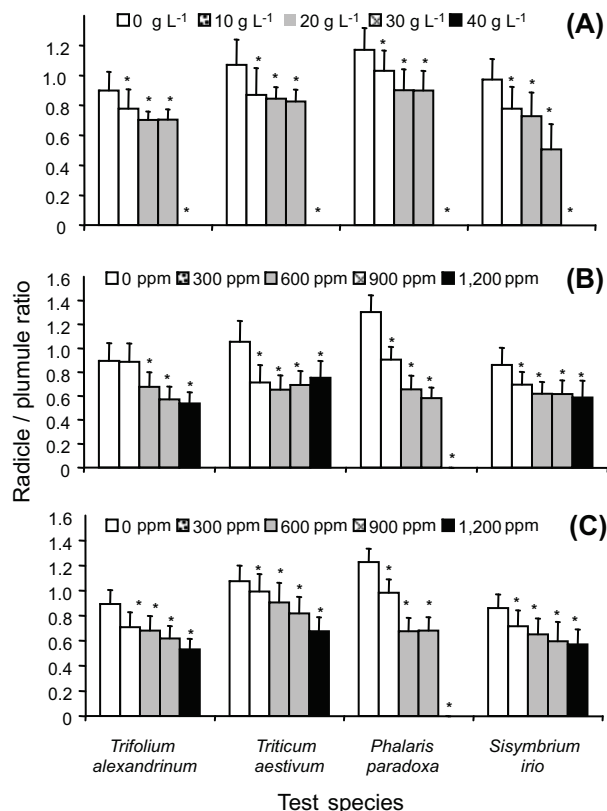 0 g L-1 10 g L-1 20 g L-1 30 g L-1 40 g L-1 (A)
1.4
1.2
1.0
0.8
0.6
0.4
0.2
0
* * * * * * * * * * * * * * * *
0 ppm 300 ppm 600 ppm 900 ppm 1,200 ppm (B)
1.6
1.4
1.2
1.0
0.8
0.6
0.4
0.2
0
* * * * * * * * * * * * * * *
0 ppm 300 ppm 600 ppm 900 ppm 1,200 ppm (C)
1.6
1.4
1.2
1.0
0.8
0.6
0.4
0.2
0
* * * * * * * * * * * * * * * *
Radicle / plumule ratio
Trifolium alexandrinum
Triticum aestivum
Phalaris paradoxa
Sisymbrium irio
Test species